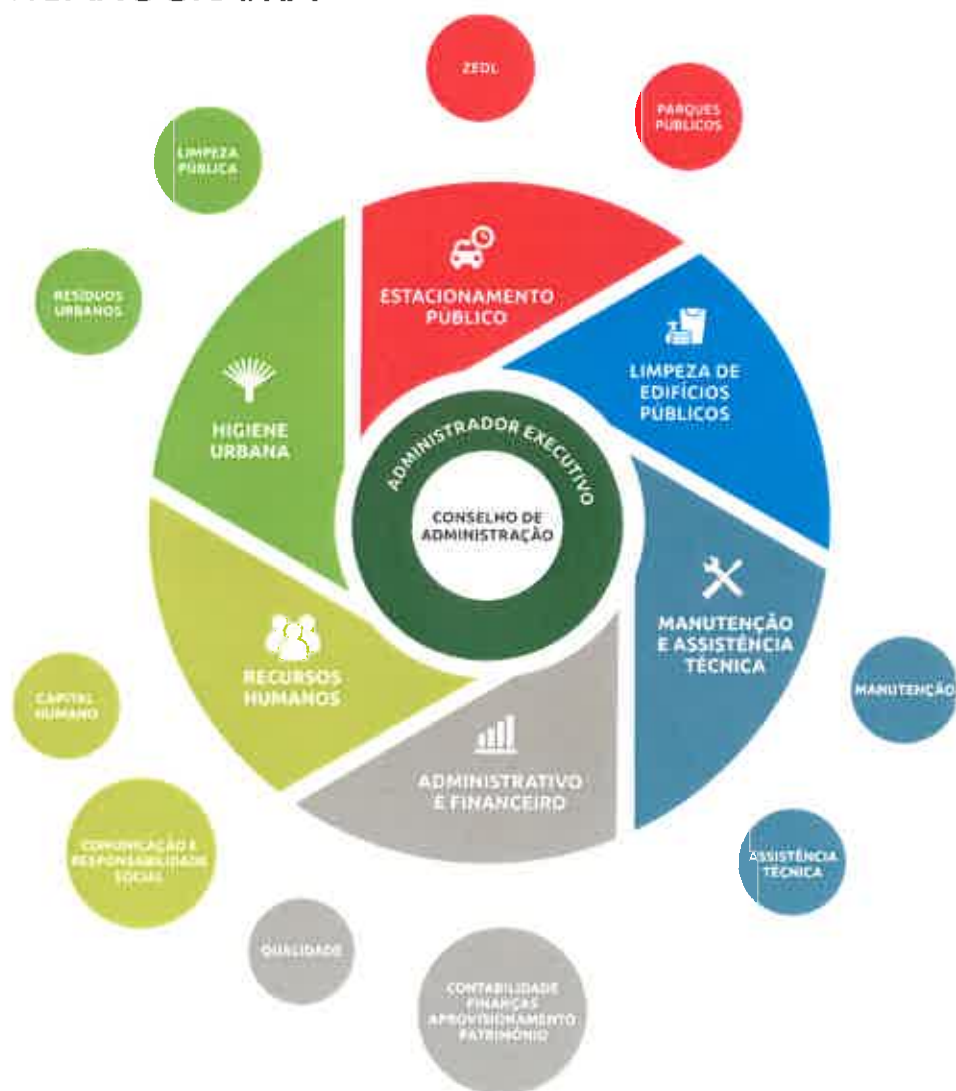 ZEDL
PARQUES
PÚBLICOS
LIMPEZA
PÚBLICA
RESÍDUOS
URBANOS
ESTACIONAMENTO
PÚBLICO
LIMPEZA DE
EDIFÍCIOS
PÚBLICOS
HIGIENE
URBANA
ADMINISTRADOR EXECUTIVO
CONSELHO DE
ADMINISTRAÇÃO
MANUTENÇÃO
E ASSISTÊNCIA
TÉCNICA
RECURSOS
HUMANOS
ADMINISTRATIVO
E FINANCEIRO
CAPITAL
HUMANO
MANUTENÇÃO
COMUNICAÇÃO E
RESPONSABILIDADE
SOCIAL
ASSISTÊNCIA
TÉCNICA
QUALIDADE
CONTABILIDADE
FINANÇAS
APROVISIONAMENTO
PATRIMÓNIO